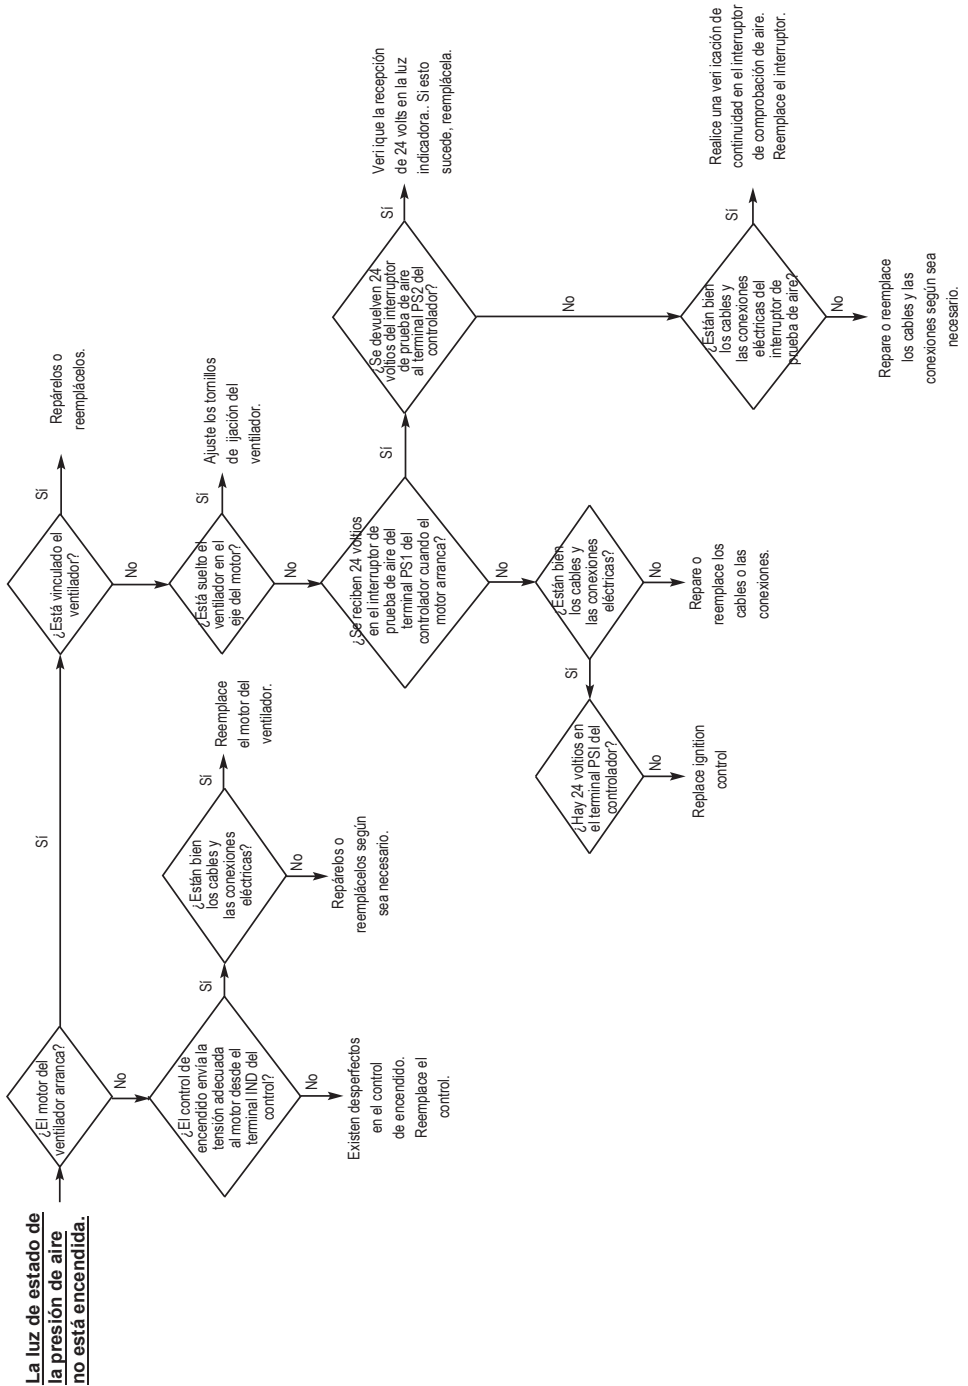 La luz de estado de
la presión de aire
no está encendida.
¿El motor del
ventilador arranca?
Sí
No
¿Está vinculado el
ventilador?
Sí
Repárelos o
reemplácelos.
No
¿El control de
encendido envía la
tensión adecuada
al motor desde el
terminal IND del
control?
Sí
No
Existen desperfectos
en el control
de encendido.
Reemplace el
control.
¿Están bien
los cables y
las conexiones
eléctricas?
Sí
Reemplace
el motor del
ventilador.
No
Repárelos o
reemplácelos según
sea necesario.
¿Está suelto el
ventilador en el
eje del motor?
Sí
Ajuste los tornillos
de ijación del
ventilador.
No
¿Se reciben 24 voltios
en el interruptor de
prueba de aire del
terminal PS1 del
controlador cuando el
motor arranca?
Sí
No
¿Se devuelven 24
voltios del interruptor
de prueba de aire
al terminal PS2 del
controlador?
Sí
Veri ique la recepción
de 24 volts en la luz
indicadora.. Si esto
sucede, reemplácela.
No
¿Están bien
los cables y
las conexiones
eléctricas?
Sí
No
Repare o
reemplace los
cables o las
conexiones.
¿Hay 24 voltios en
el terminal PSI del
controlador?
No
Replace ignition
control
¿Están bien
los cables y
las conexiones
eléctricas del
interruptor de
prueba de aire?
Sí
Realice una veri icación de
continuidad en el interruptor
de comprobación de aire.
Reemplace el interruptor.
No
Repare o reemplace
los cables y las
conexiones según sea
necesario.